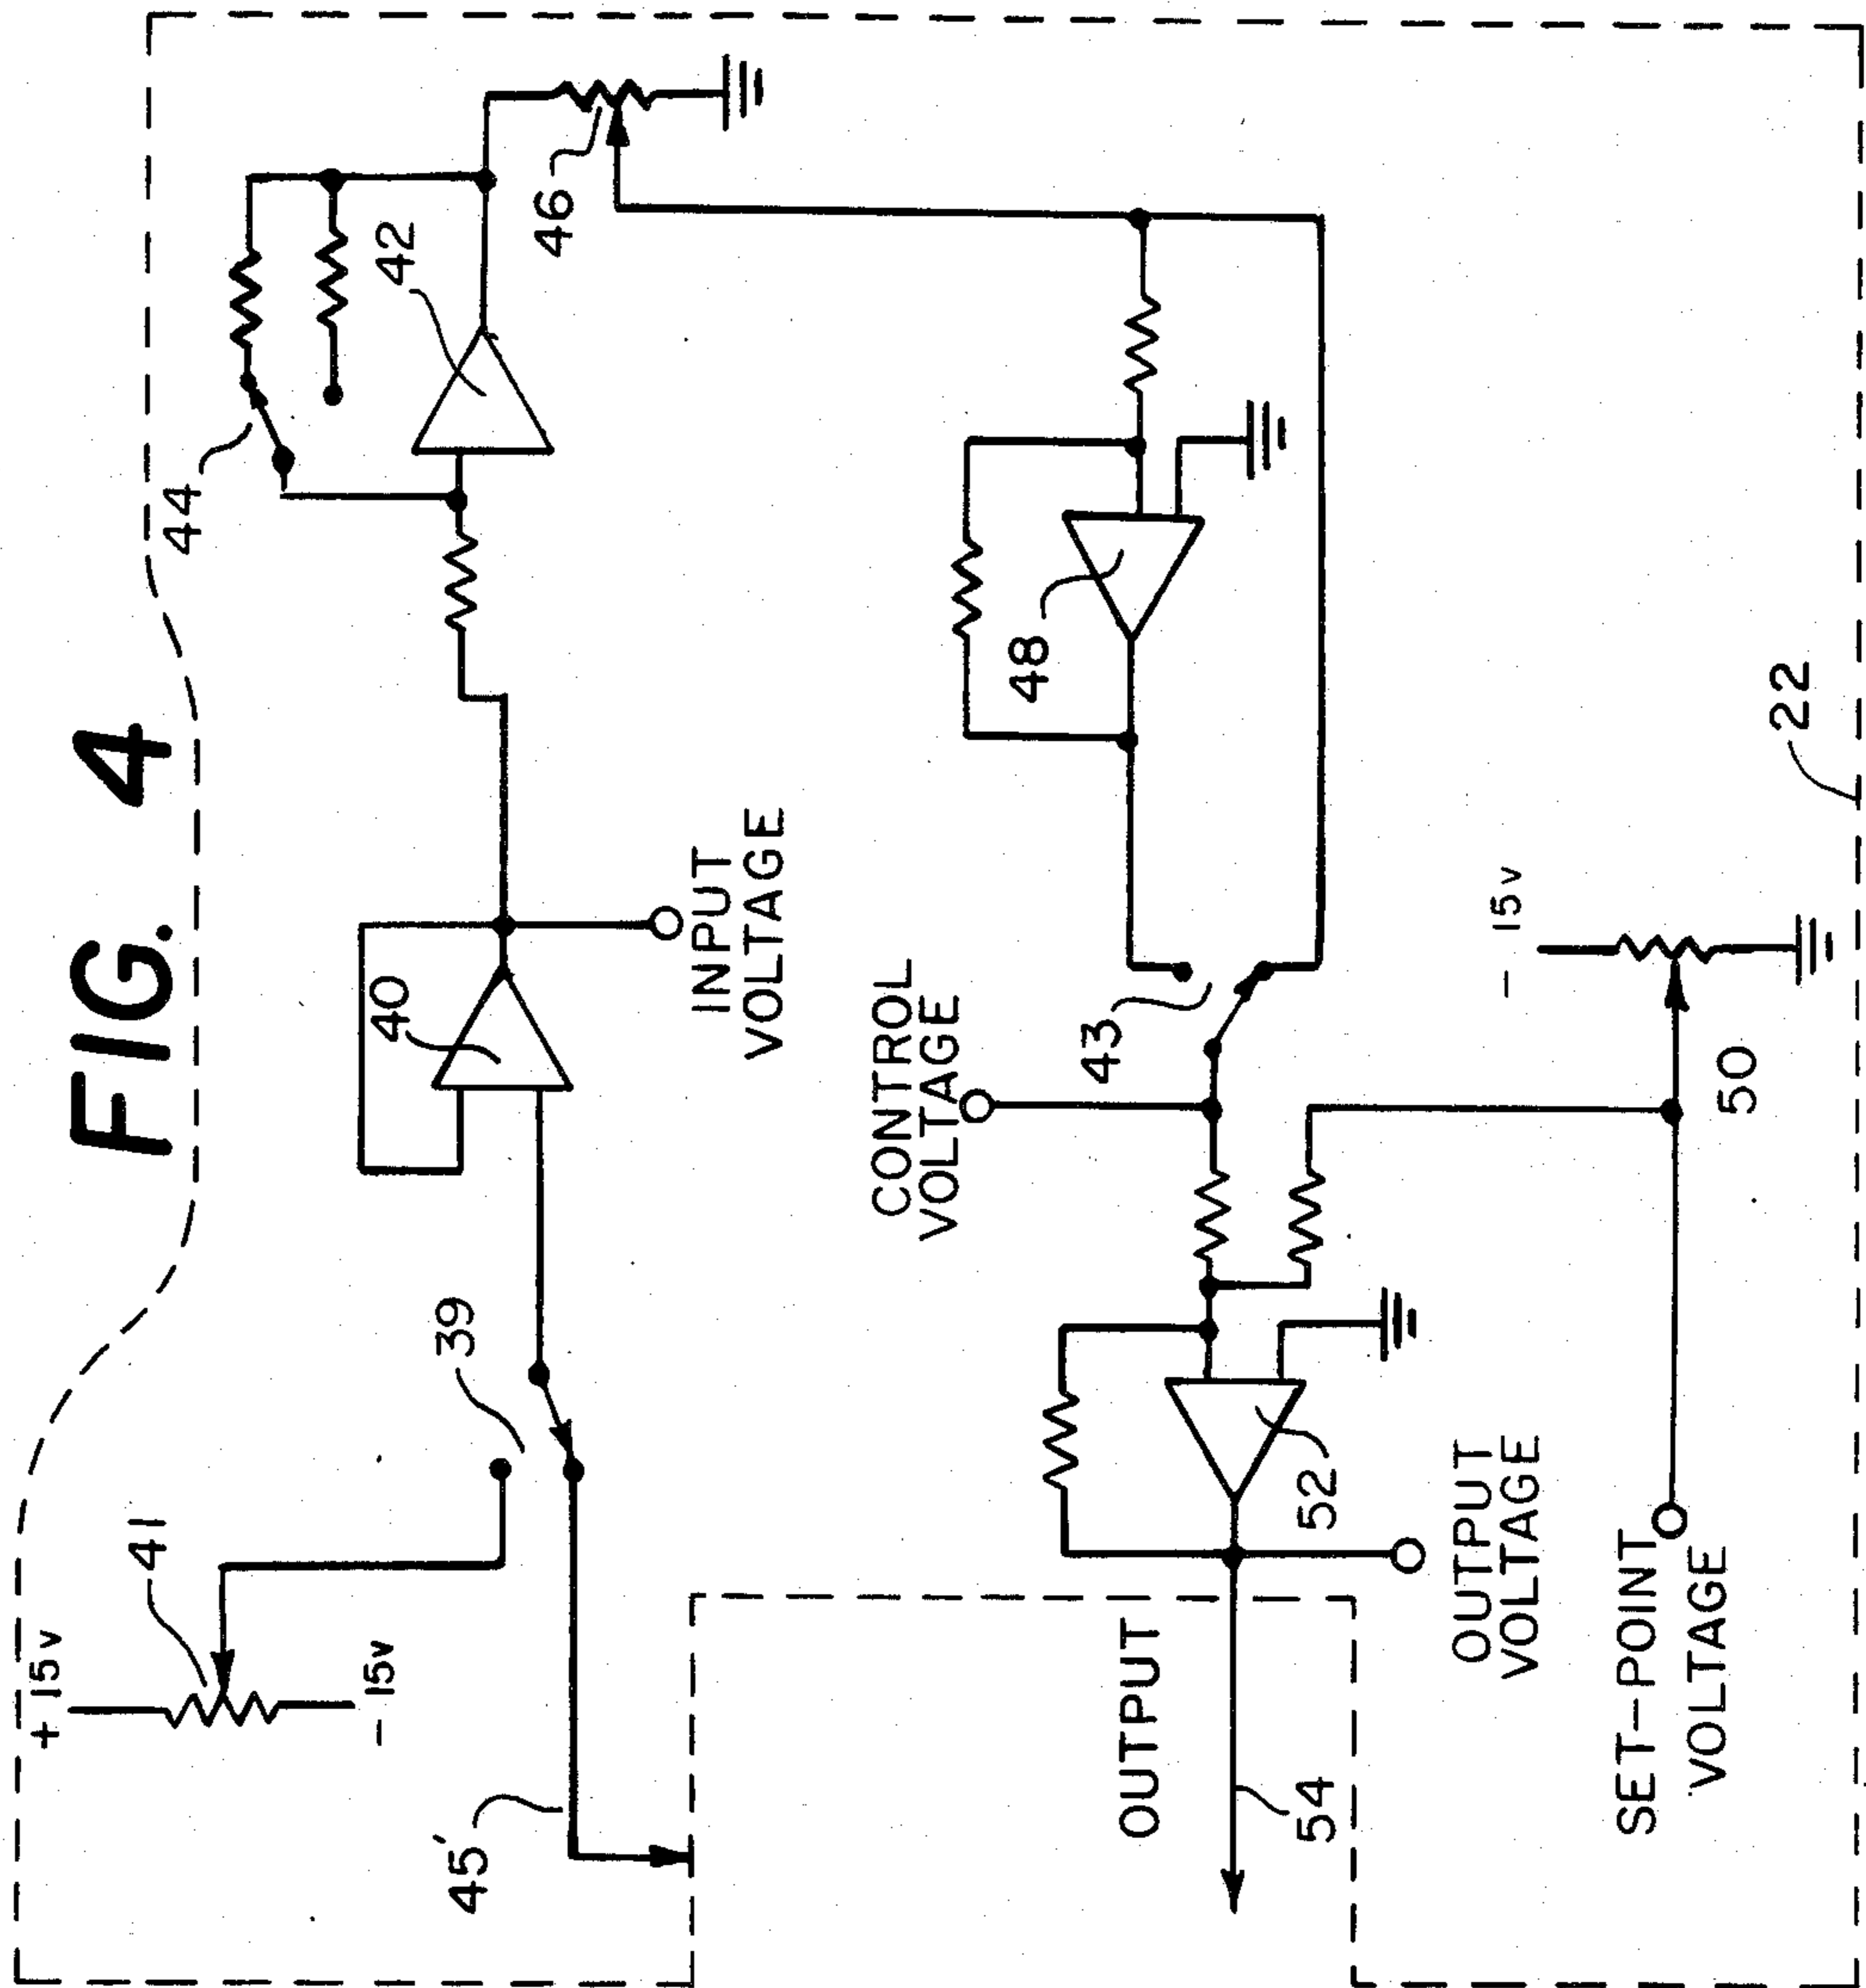 FIG. 4
+15v
41
-15v
39
45'
40
INPUT
VOLTAGE
44
42
46
CONTROL
VOLTAGE
43
48
OUTPUT
54
52
OUTPUT
VOLTAGE
SET-POINT
VOLTAGE
50
-15v
22